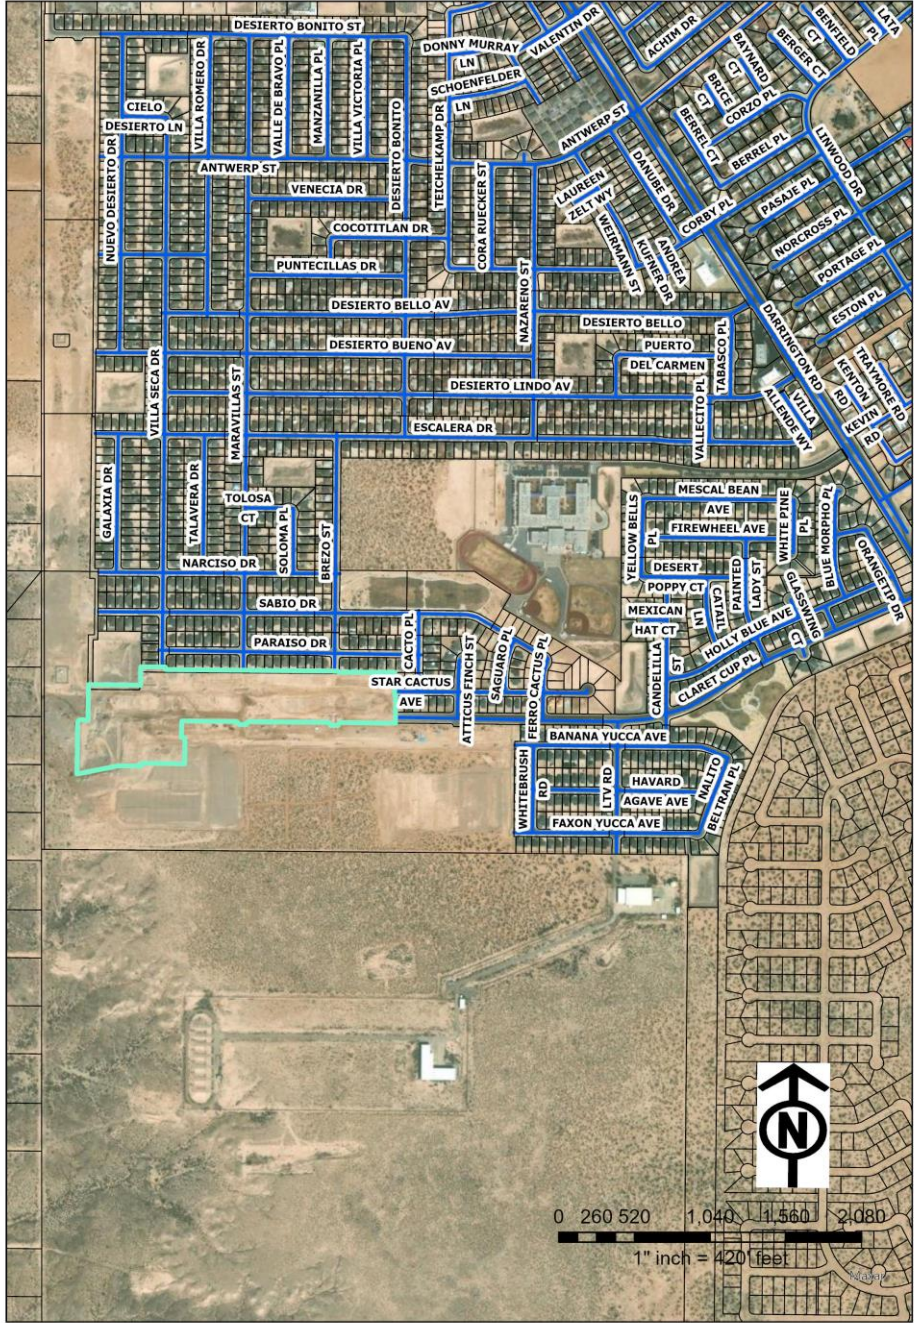 DESIERTO BONITO ST
VALENTIN DR
ACHIM DR
BENFIELD
CT
LATA
PL
DONNY MURRAY
LN
BERGER CT
BAYNARD
CT
SCHOENFELDER
LN
BRICE
CT
CORZO PL
VILLA ROMERO DR
VALLE DE BRAVO PL
MANZANILLA PL
VILLA VICTORIA PL
CIELO
DESIERTO LN
ANTWERP ST
BERREL CT
BERREL PL
LINWOOD DR
ANTWERP ST
NUEVO DESIERTO DR
DESIERTO BONITO
TEICHELKAMP DR
DANUBE DR
VENECIA DR
LAUREEN
ZELT WY
PASAJE PL
CORBY PL
COCOTITLAN DR
CORA RUECKER ST
WEIRMANN ST
ANDREA
KUFNER DR
NORCROSS PL
PUNTECILLAS DR
PORTAGE PL
NAZARENO ST
DESIERTO BELLO AV
DESIERTO BELLO
ESTON PL
DARRINGTON RD
DESIERTO BUENO AV
PUERTO
DEL CARMEN
TABASCO PL
TRAYMORE RD
KENTON
RD
VILLA SECA DR
MARAVILLAS ST
DESIERTO LINDO AV
VALLECITO PL
VILLA
ALLENDE WY
KEVIN
RD
ESCALERA DR
GALAXIA DR
TALAVERA DR
TOLOSA
CT
SOLOMA PL
BREZO ST
YELLOW BELLS
PL
MESCAL BEAN
AVE
FIREWHEEL AVE
WHITE PINE
PL
BLUE MORPHO PL
ORANGETIP DR
NARCISO DR
DESERT
POPPY CT
PAINTED
LADY ST
CATTAIL
LN
GLASSWING
CT
SABIO DR
MEXICAN
HAT CT
HOLLY BLUE AVE
PARAISO DR
CACTO PL
CANDELILLA
ST
CLARET CUP PL
STAR CACTUS
AVE
ATTICUS FINCH ST
SAGUARO PL
FERRO CACTUS PL
BANANA YUCCA AVE
WHITEBRUSH
RD
LTV RD
HAVARD
AGAVE AVE
NALITO
BELTRAN PL
FAXON YUCCA AVE
N
0 260 520 1,040 1,560 2,080
1" inch = 420' feet
Maxar